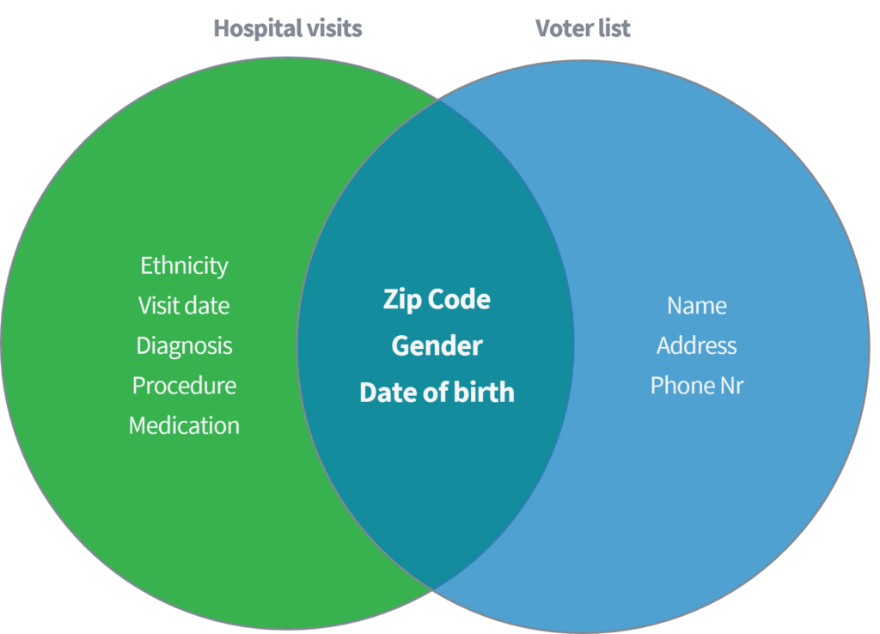 Hospital visits
Voter list
Ethnicity
Visit date
Diagnosis
Procedure
Medication
Zip Code
Gender
Date of birth
Name
Address
Phone Nr